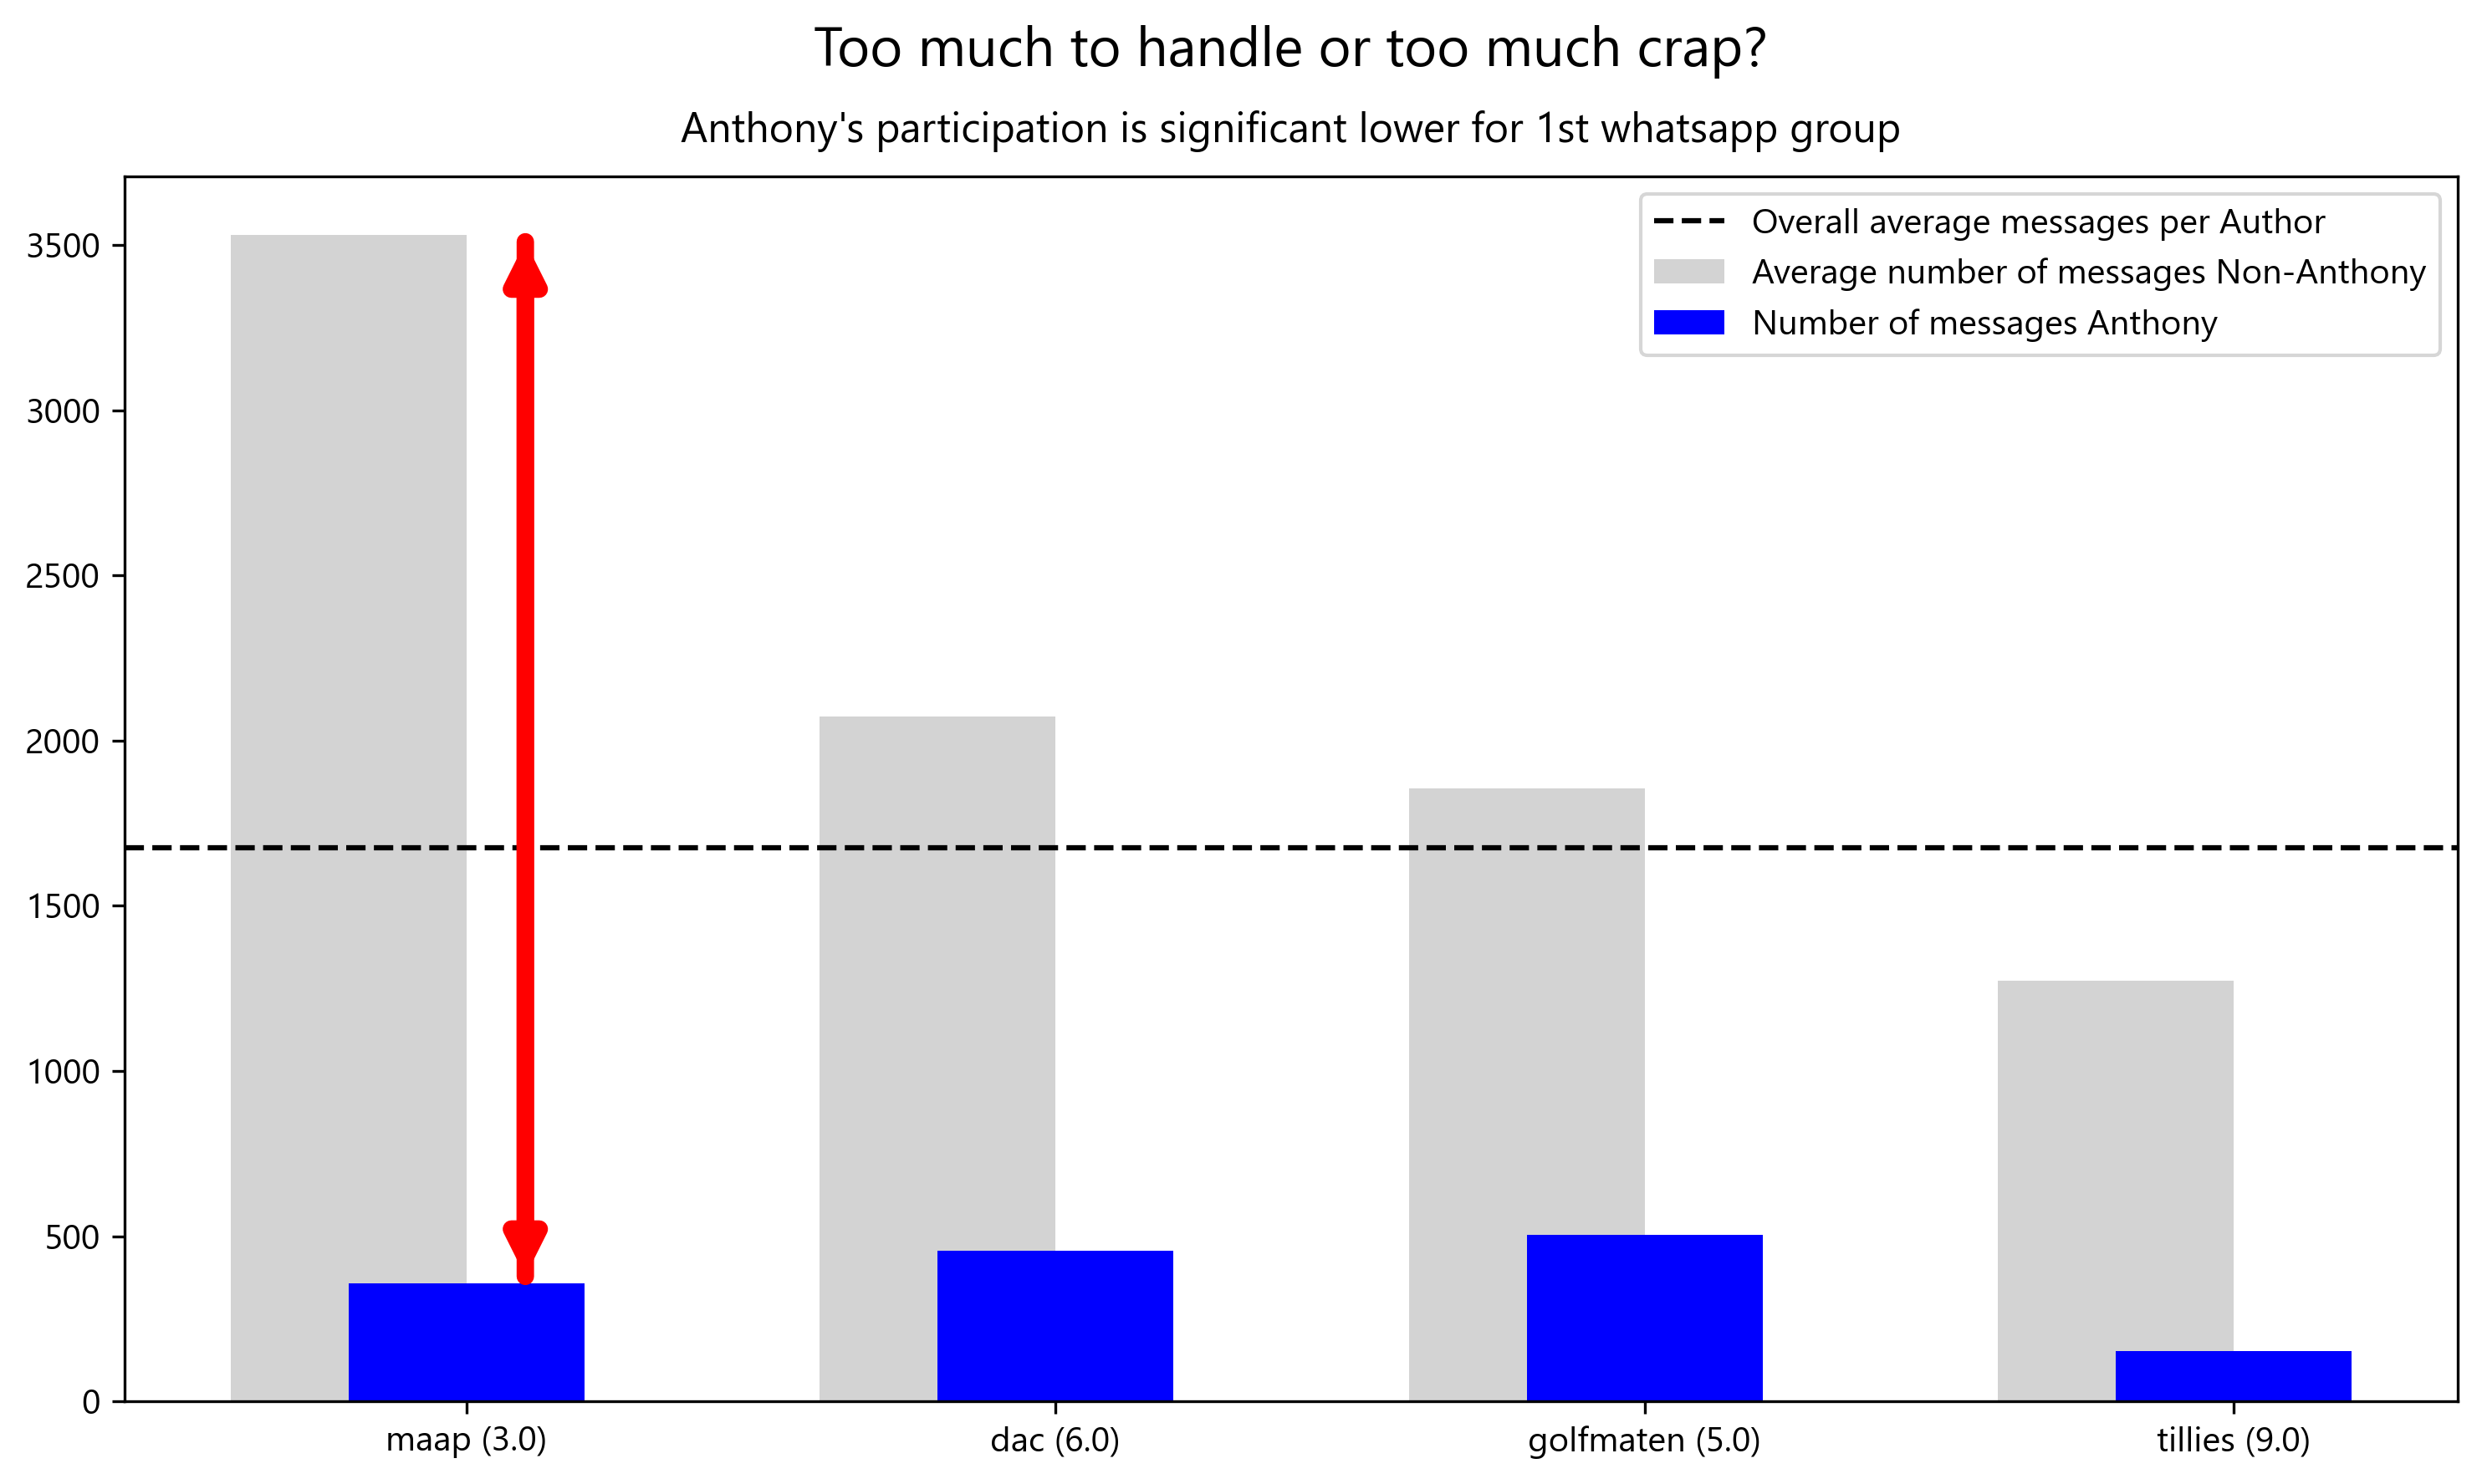 Too much to handle or too much crap?
Anthony's participation is significant lower for 1st whatsapp group
Overall average messages per Author
Average number of messages Non-Anthony
Number of messages Anthony
3500
3000
2500
2000
1500
1000
500
0
maap (3.0)
dac (6.0)
golfmaten (5.0)
tillies (9.0)